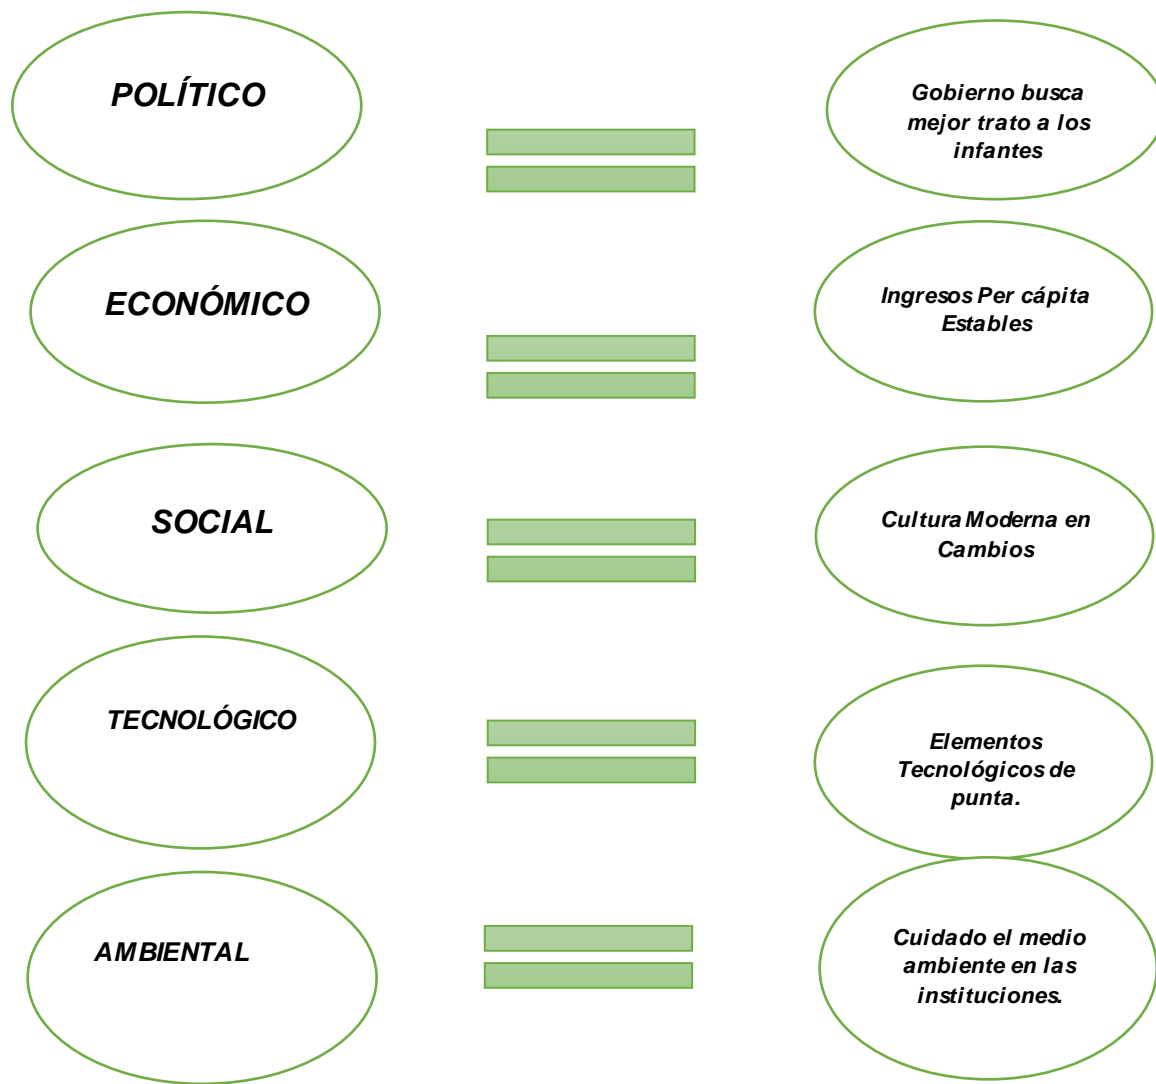 POLÍTICO
Gobierno busca
mejor trato a los
infantes
ECONÓMICO
Ingresos Per cápita
Estables
SOCIAL
Cultura Moderna en
Cambios
TECNOLÓGICO
Elementos
Tecnológicos de
punta.
AMBIENTAL
Cuidado el medio
ambiente en las
instituciones.